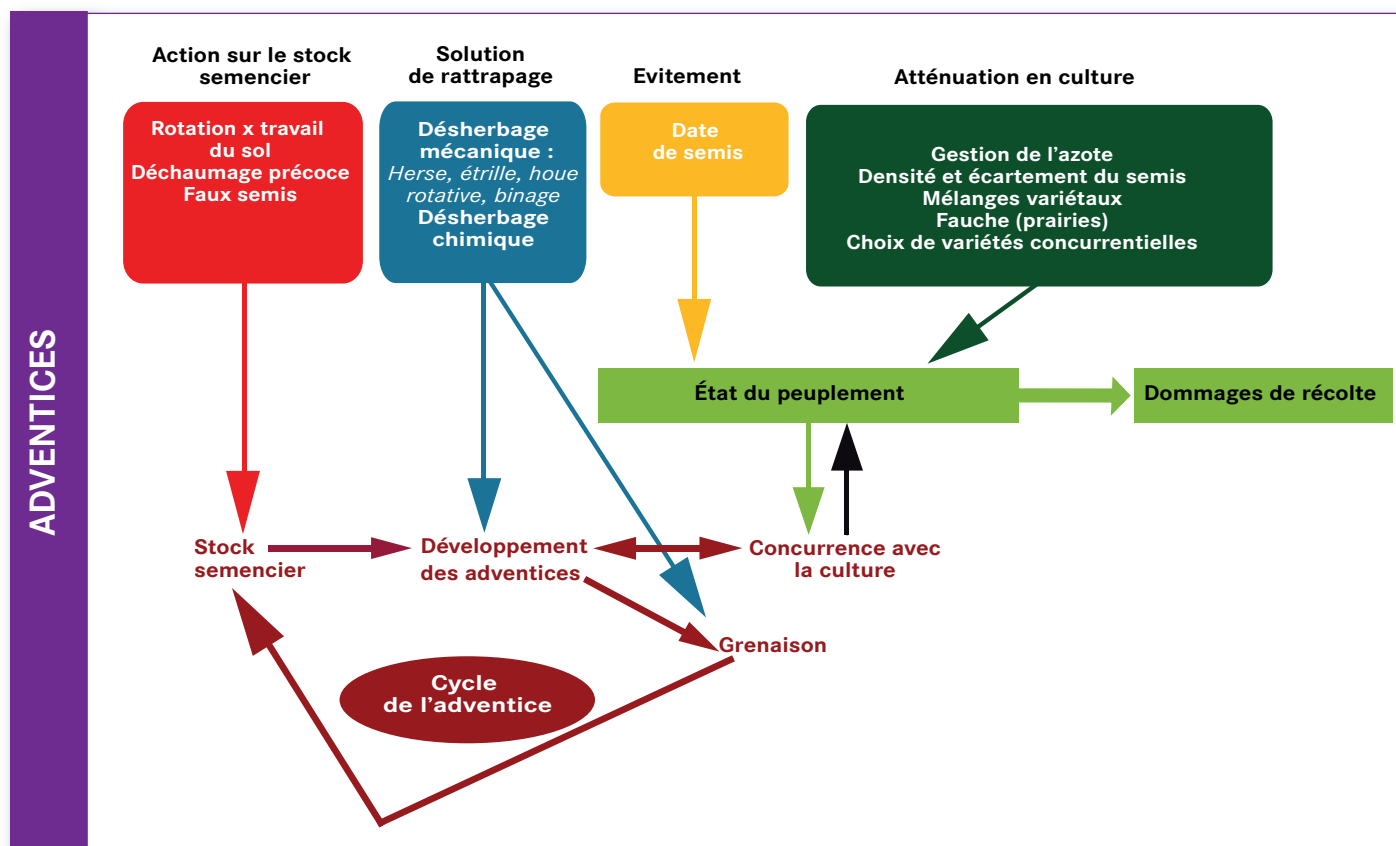 ADVENTICES
Action sur le stock
semencier
Rotation x travail
du sol
Déchaumage précoce
Faux semis
Solution
de rattrapage
Désherbage
mécanique :
Herse, étrille, houe
rotative, binage
Désherbage
chimique
Evitement
Date
de semis
Atténuation en culture
Gestion de l’azote
Densité et écartement du semis
Mélanges variétaux
Fauche (prairies)
Choix de variétés concurrentielles
État du peuplement
Dommages de récolte
Stock
semencier
Développement
des adventices
Concurrence avec
la culture
Grenaison
Cycle
de l’adventice